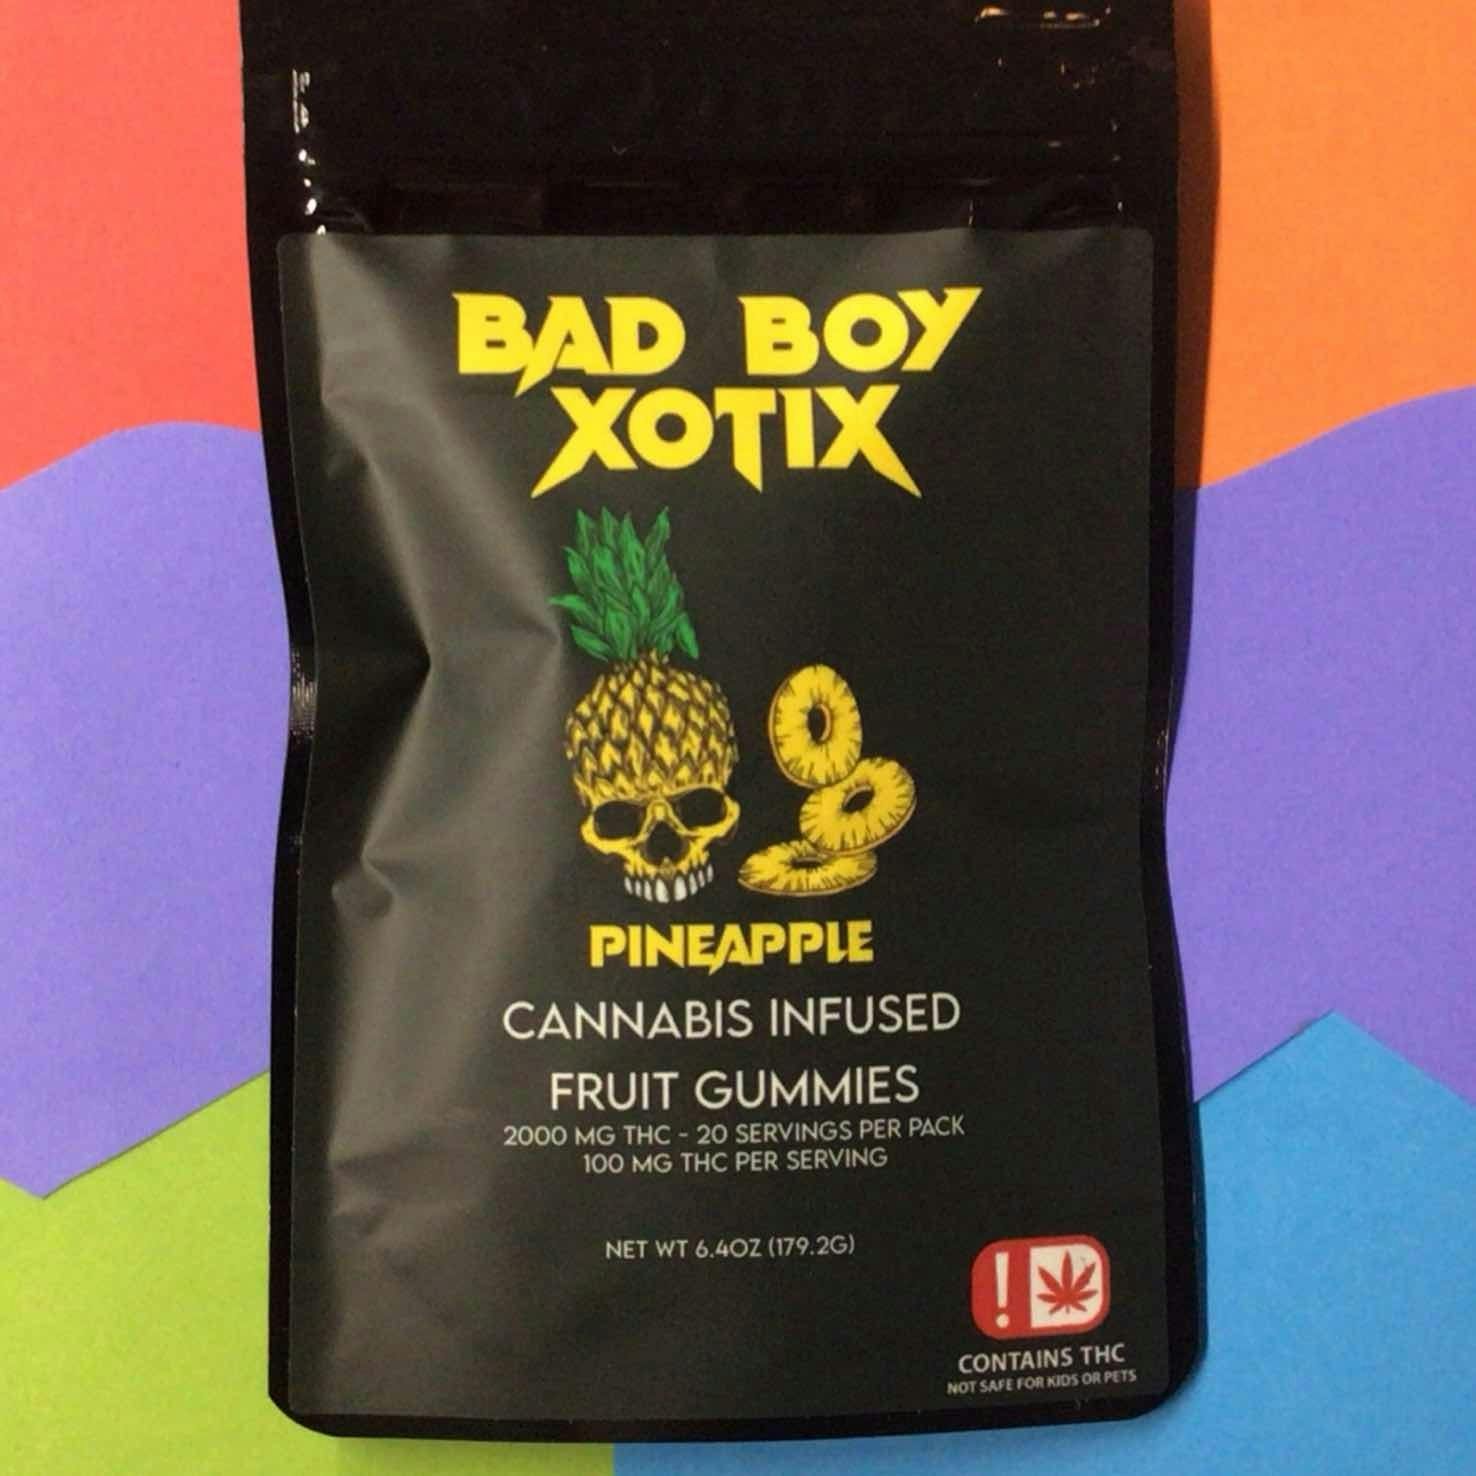 BAD BOY
XOTIX
PINEAPPLE
CANNABIS INFUSED
FRUIT GUMMIES
2000 MG THC - 20 SERVINGS PER PACK
100 MG THC PER SERVING
NET WT 6.4OZ (179.2G)
!
CONTAINS THC
NOT SAFE FOR KIDS OR PETS